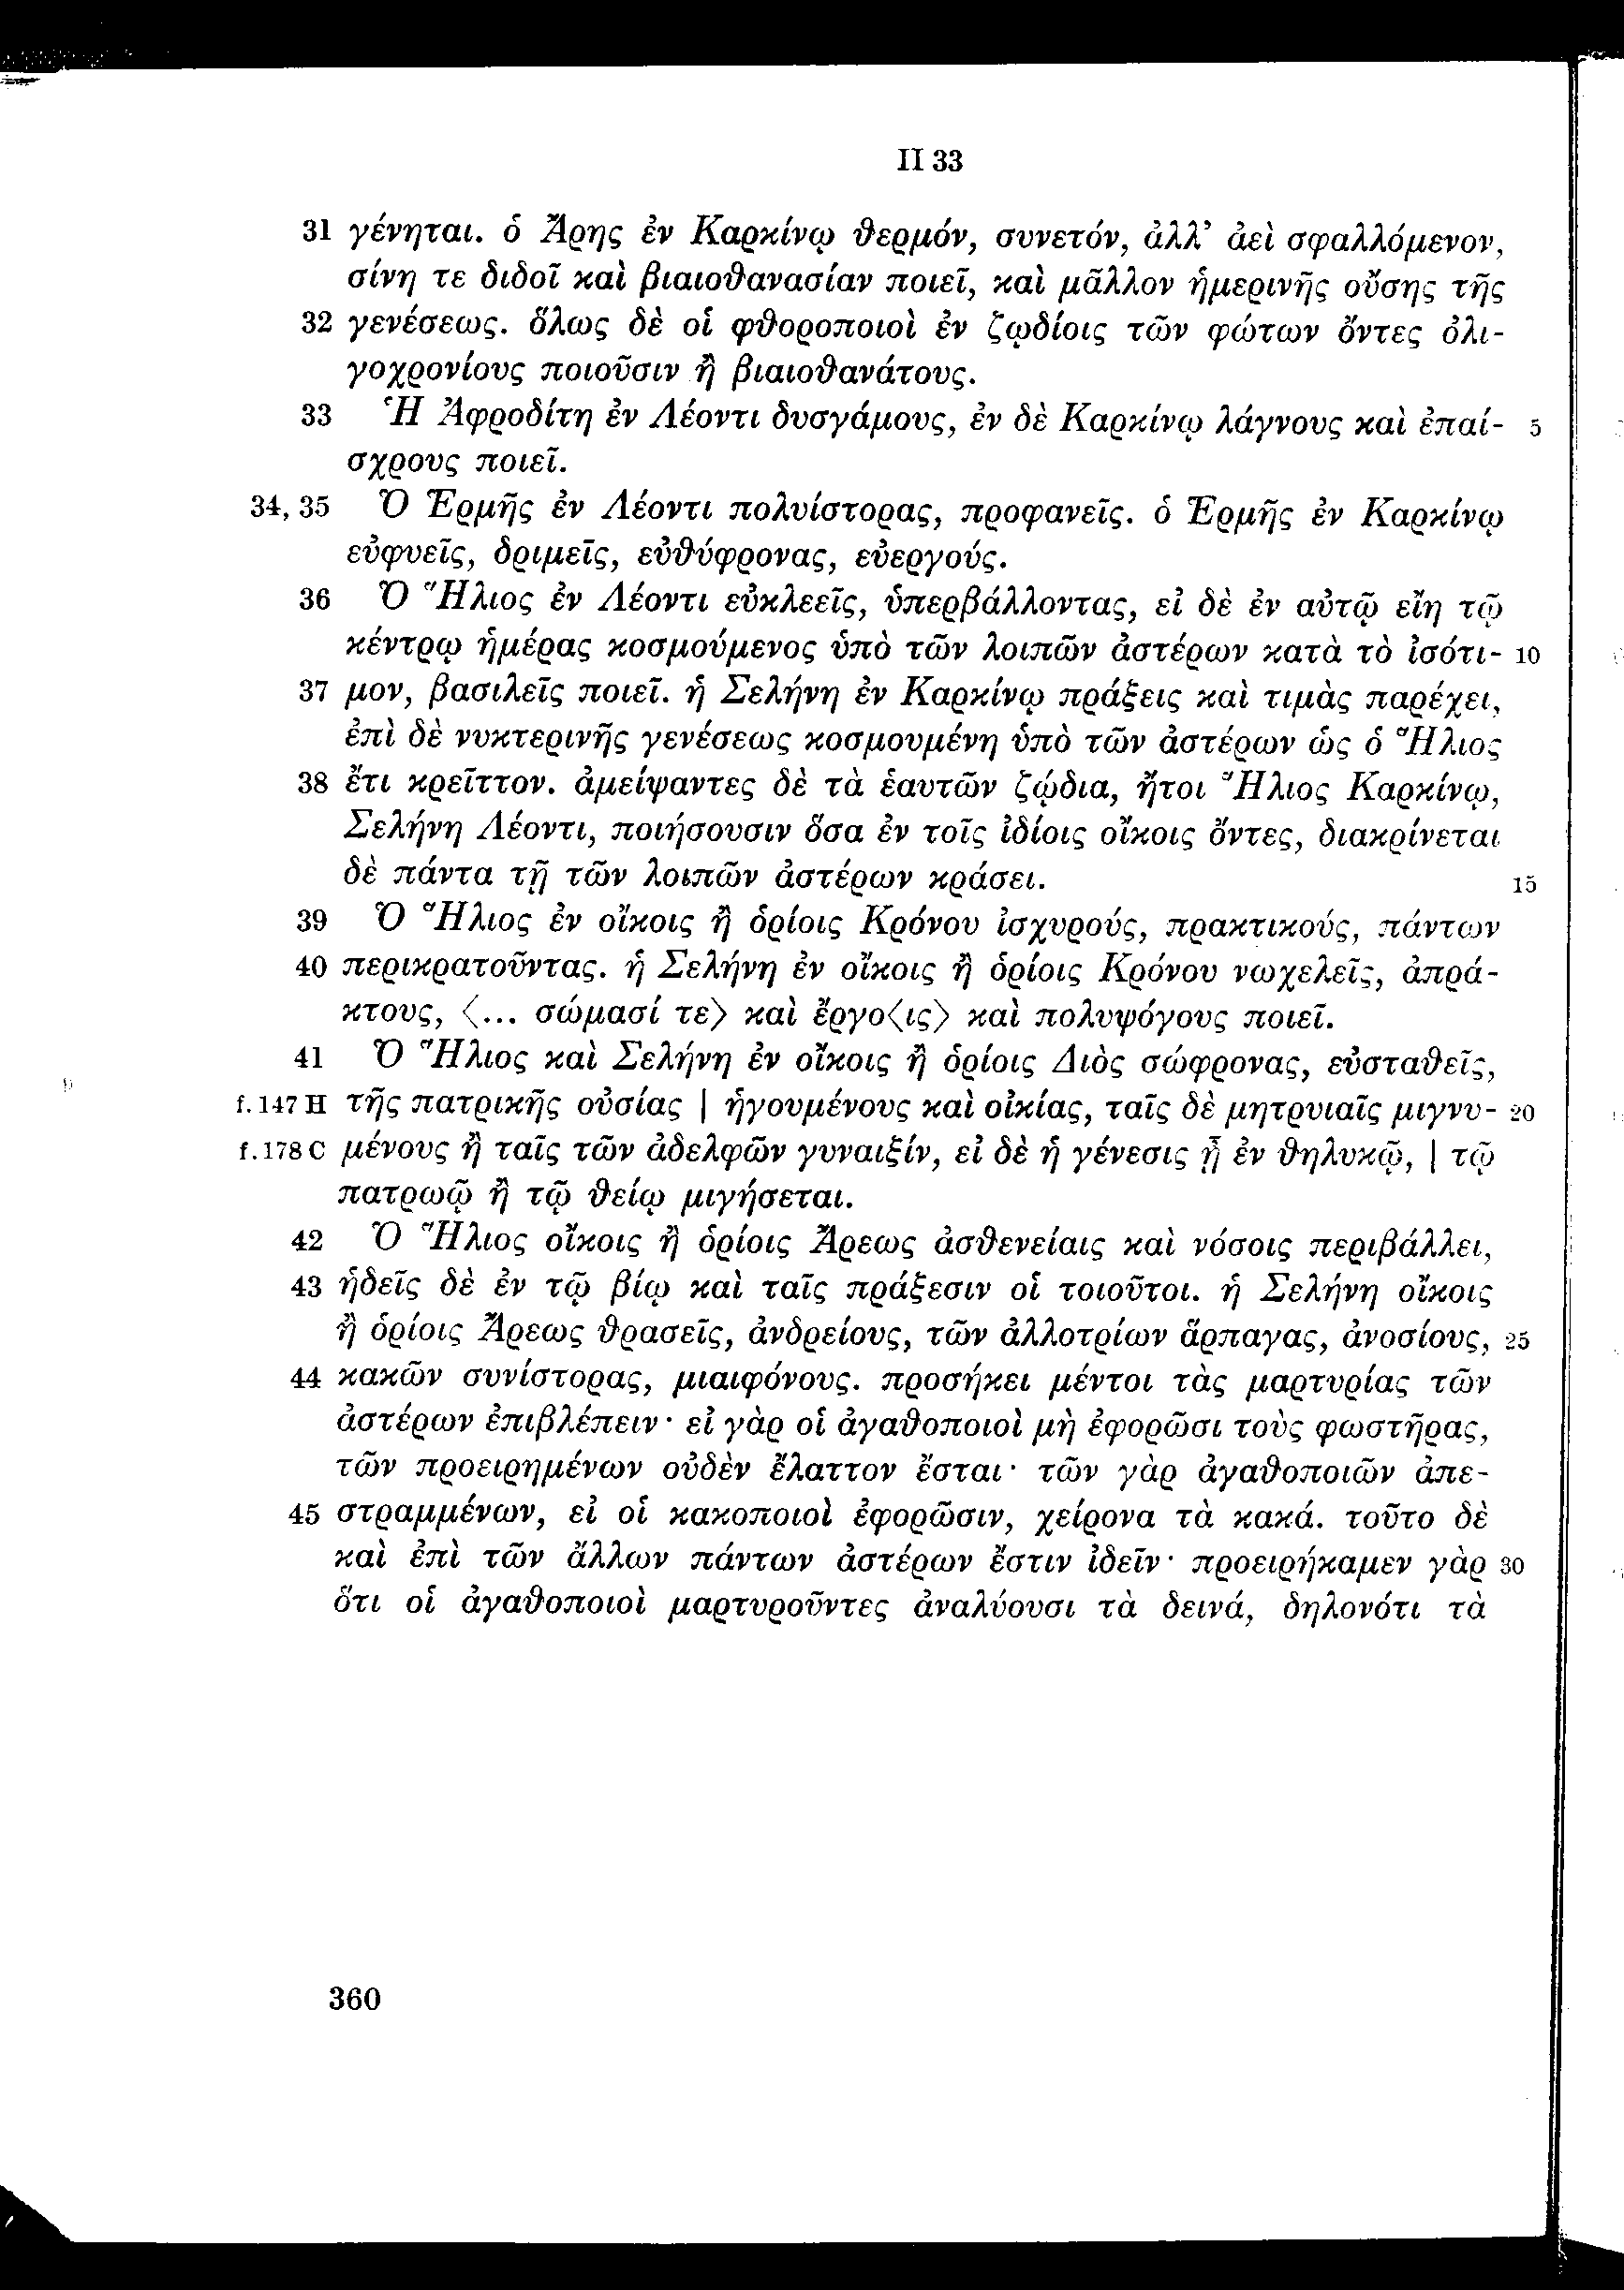 II 33
31 γένηται. ὁ Ἄρης ἐν Καρκίνῳ θερμόν, συνετόν, ἀλλ’ ἀεὶ σφαλλόμενον,
σίνη τε διδοῖ καὶ βιαιοθανασίαν ποιεῖ, καὶ μᾶλλον ἡμερινῆς οὔσης τῆς
32 γενέσεως. ὅλως δὲ οἱ φθοροποιοὶ ἐν ζῳδίοις τῶν φώτων ὄντες ὀλι-
γοχρονίους ποιοῦσιν ἢ βιαιοθανάτους.
33 Ἡ Ἀφροδίτη ἐν Λέοντι δυσγάμους, ἐν δὲ Καρκίνῳ λάγνους καὶ ἐπαί- 5
σχρους ποιεῖ.
34, 35 Ὁ Ἑρμῆς ἐν Λέοντι πολυίστορας, προφανεῖς. ὁ Ἑρμῆς ἐν Καρκίνῳ
εὐφυεῖς, δριμεῖς, εὐθύφρονας, εὐεργούς.
36 Ὁ Ἥλιος ἐν Λέοντι εὐκλεεῖς, ὑπερβάλλοντας, εἰ δὲ ἐν αὐτῷ εἴη τῷ
κέντρῳ ἡμέρας κοσμούμενος ὑπὸ τῶν λοιπῶν ἀστέρων κατὰ τὸ ἰσότι- 10
37 μον, βασιλεῖς ποιεῖ. ἡ Σελήνη ἐν Καρκίνῳ πράξεις καὶ τιμὰς παρέχει,
ἐπὶ δὲ νυκτερινῆς γενέσεως κοσμουμένη ὑπὸ τῶν ἀστέρων ὡς ὁ Ἥλιος
38 ἔτι κρεῖττον. ἀμείψαντες δὲ τὰ ἑαυτῶν ζῴδια, ἤτοι Ἥλιος Καρκίνῳ,
Σελήνη Λέοντι, ποιήσουσιν ὅσα ἐν τοῖς ἰδίοις οἴκοις ὄντες, διακρίνεται
δὲ πάντα τῇ τῶν λοιπῶν ἀστέρων κράσει. 15
39 Ὁ Ἥλιος ἐν οἴκοις ἢ ὁρίοις Κρόνου ἰσχυρούς, πρακτικούς, πάντων
40 περικρατοῦντας. ἡ Σελήνη ἐν οἴκοις ἢ ὁρίοις Κρόνου νωχελεῖς, ἀπρά-
κτους, ⟨... σώμασί τε⟩ καὶ ἔργο⟨ις⟩ καὶ πολυψόγους ποιεῖ.
41 Ὁ Ἥλιος καὶ Σελήνη ἐν οἴκοις ἢ ὁρίοις Διὸς σώφρονας, εὐσταθεῖς,
f. 147 H τῆς πατρικῆς οὐσίας | ἡγουμένους καὶ οἰκίας, ταῖς δὲ μητρυιαῖς μιγνυ- 20
f. 178 C μένους ἢ ταῖς τῶν ἀδελφῶν γυναιξίν, εἰ δὲ ἡ γένεσις ᾖ ἐν θηλυκῷ, | τῷ
πατρωῷ ἢ τῷ θείῳ μιγήσεται.
42 Ὁ Ἥλιος οἴκοις ἢ ὁρίοις Ἄρεως ἀσθενείαις καὶ νόσοις περιβάλλει,
43 ἡδεῖς δὲ ἐν τῷ βίῳ καὶ ταῖς πράξεσιν οἱ τοιοῦτοι. ἡ Σελήνη οἴκοις
ἢ ὁρίοις Ἄρεως θρασεῖς, ἀνδρείους, τῶν ἀλλοτρίων ἅρπαγας, ἀνοσίους, 25
44 κακῶν συνίστορας, μιαιφόνους. προσήκει μέντοι τὰς μαρτυρίας τῶν
ἀστέρων ἐπιβλέπειν· εἰ γὰρ οἱ ἀγαθοποιοὶ μὴ ἐφορῶσι τοὺς φωστῆρας,
τῶν προειρημένων οὐδὲν ἔλαττον ἔσται· τῶν γὰρ ἀγαθοποιῶν ἀπε-
45 στραμμένων, εἰ οἱ κακοποιοὶ ἐφορῶσιν, χείρονα τὰ κακά. τοῦτο δὲ
καὶ ἐπὶ τῶν ἄλλων πάντων ἀστέρων ἔστιν ἰδεῖν· προειρήκαμεν γὰρ 30
ὅτι οἱ ἀγαθοποιοὶ μαρτυροῦντες ἀναλύουσι τὰ δεινά, δηλονότι τὰ
360